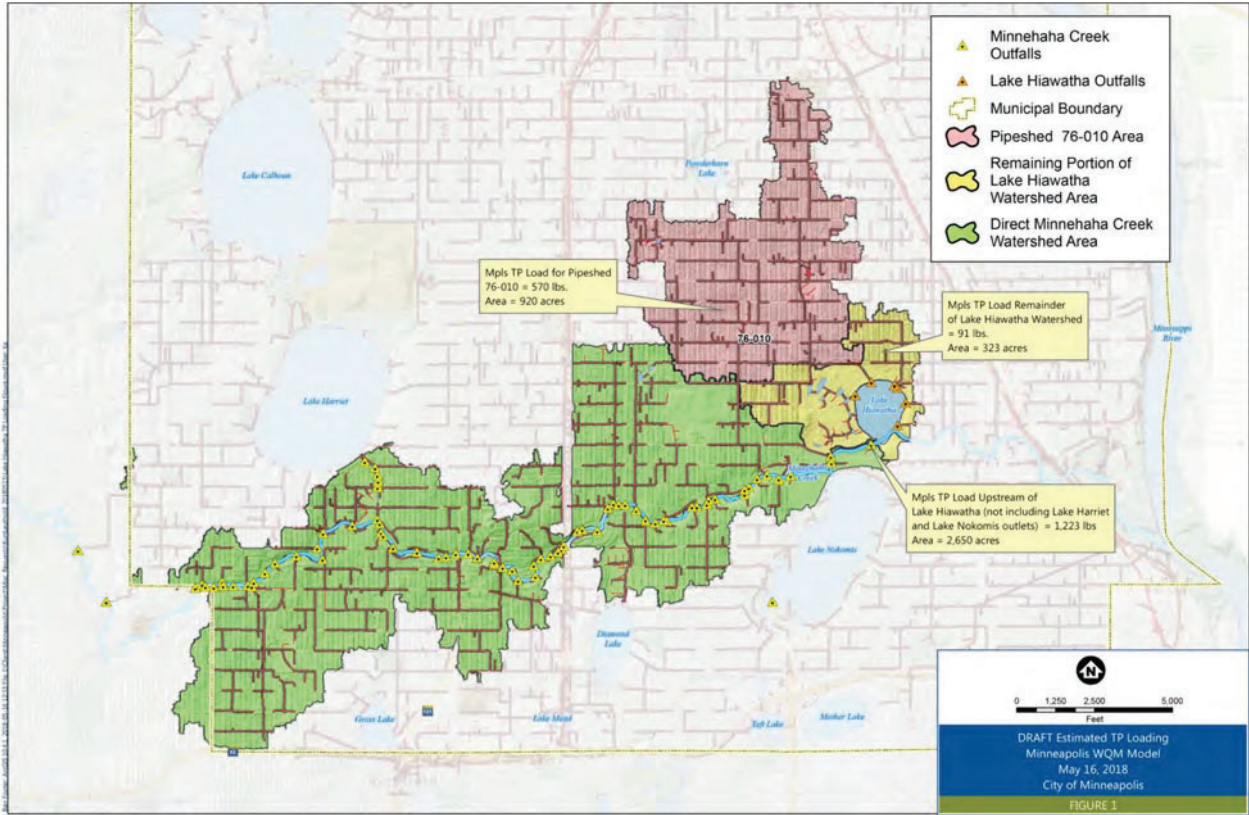 Minnehaha Creek
Outfalls
Lake Hiawatha Outfalls
Municipal Boundary
Pipeshed 76-010 Area
Remaining Portion of
Lake Hiawatha
Watershed Area
Direct Minnehaha Creek
Watershed Area
Lake Calhoun
Powderhorn
Lake
Mpls TP Load for Pipeshed
76-010 = 570 lbs.
Area = 920 acres
Mpls TP Load Remainder
of Lake Hiawatha Watershed
= 91 lbs.
Area = 323 acres
Mississippi
River
76-010
Lake Harriet
Lake
Hiawatha
Minnehaha
Creek
Mpls TP Load Upstream of
Lake Hiawatha (not including Lake Harriet
and Lake Nokomis outlets) = 1,223 lbs
Area = 2,650 acres
Lake Nokomis
Diamond
Lake
Grass Lake
Lake Mead
Taft Lake
Mother Lake
N
0 1,250 2,500 5,000
Feet
DRAFT Estimated TP Loading
Minneapolis WQM Model
May 16, 2018
City of Minneapolis
FIGURE 1